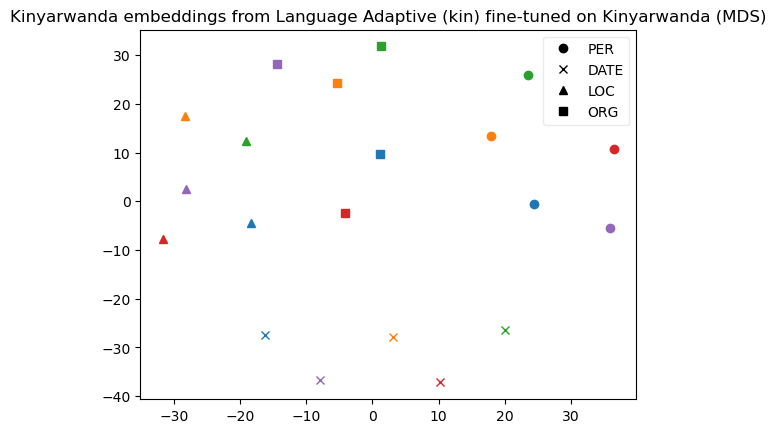 Kinyarwanda embeddings from Language Adaptive (kin) fine-tuned on Kinyarwanda (MDS)
PER
DATE
LOC
ORG
30
20
10
0
−10
−20
−30
−40
−30 −20 −10 0 10 20 30